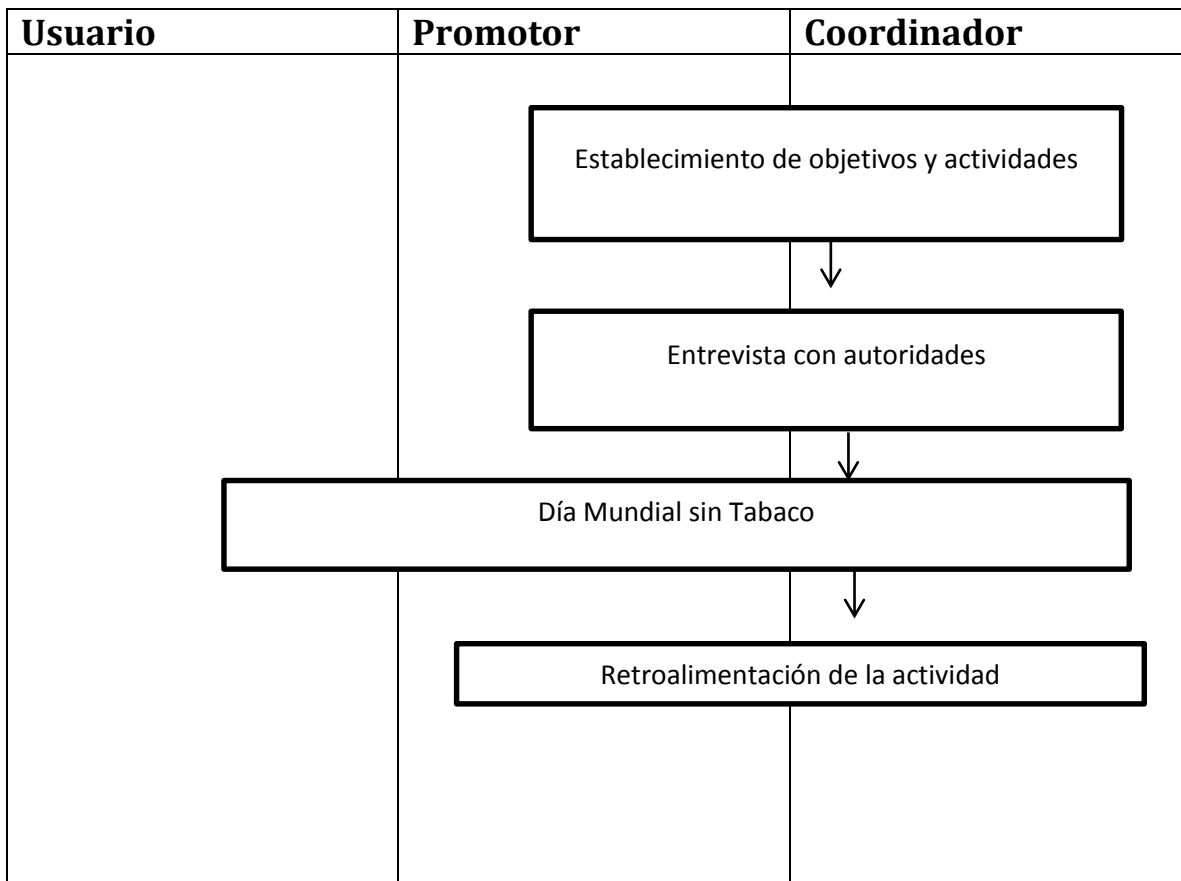 Usuario Promotor Coordinador
Establecimiento de objetivos y actividades
Entrevista con autoridades
Día Mundial sin Tabaco
Retroalimentación de la actividad